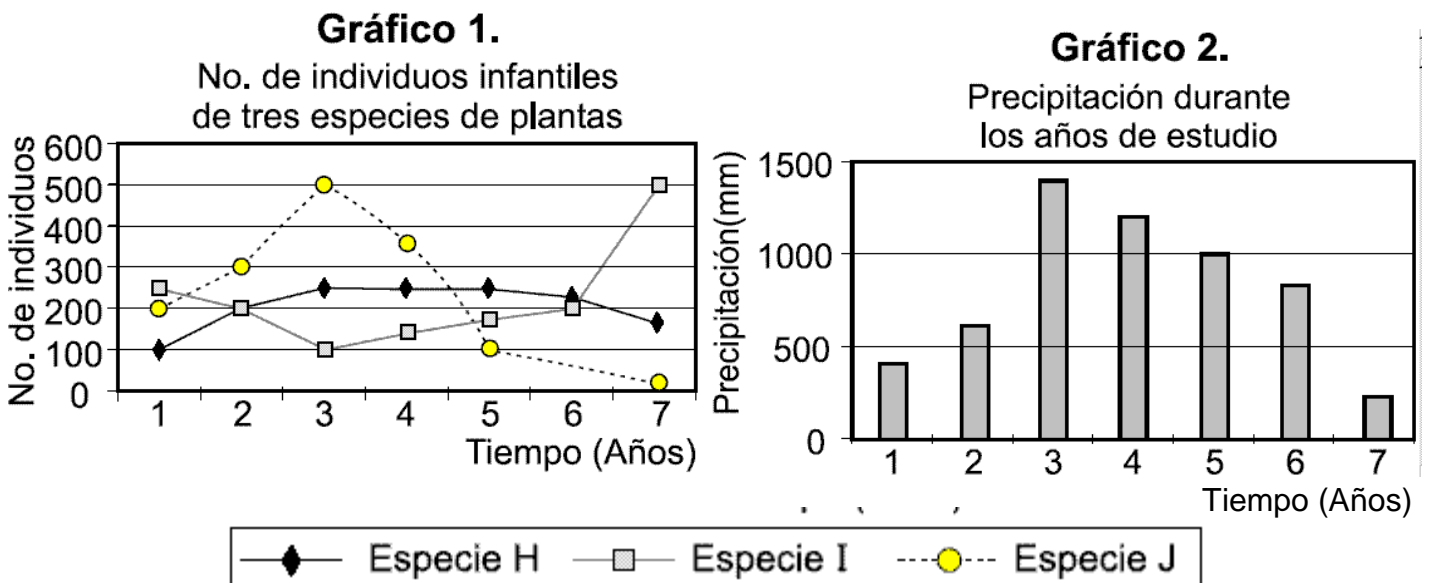 Gráfico 1.
No. de individuos infantiles
de tres especies de plantas
No. de individuos
600
500
400
300
200
100
0
1 2 3 4 5 6 7
Tiempo (Años)
Gráfico 2.
Precipitación durante
los años de estudio
Precipitación(mm)
1500
1000
500
0
1 2 3 4 5 6 7
Tiempo (Años)
Especie H Especie I Especie J